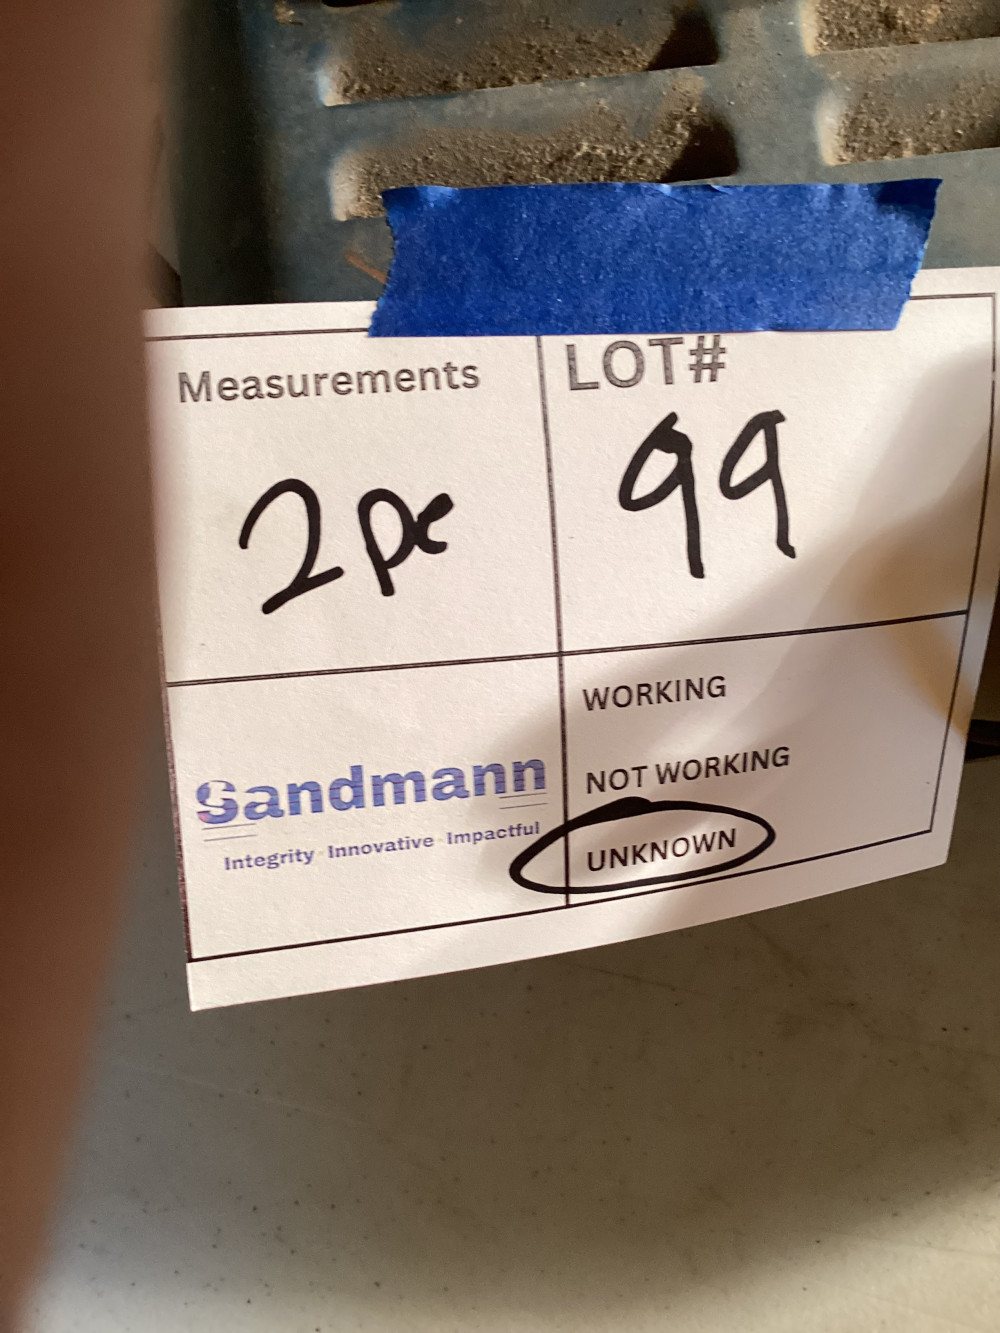 Measurements
2pc
LOT#
99
Sandmann
Integrity · Innovative · Impactful
WORKING
NOT WORKING
UNKNOWN